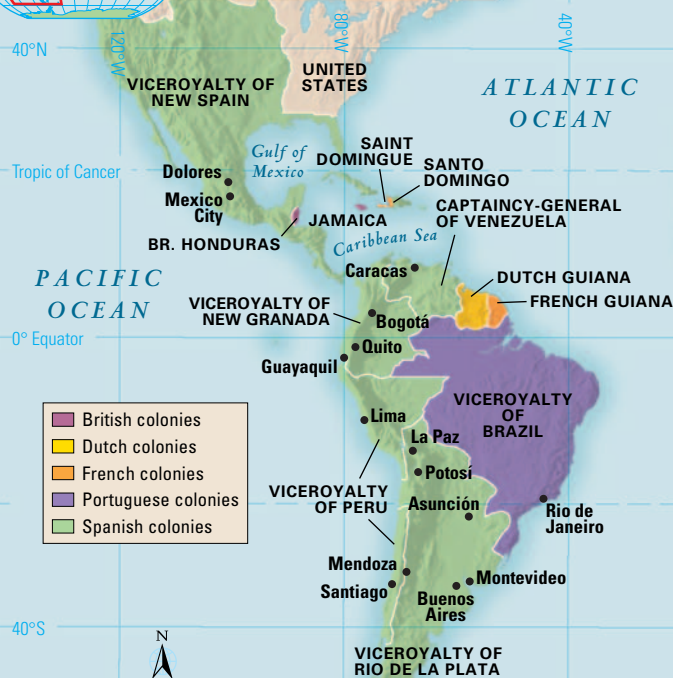 40°N
120°W
80°W
40°W
VICEROYALTY OF
NEW SPAIN
UNITED
STATES
ATLANTIC
OCEAN
Gulf of
Mexico
SAINT
DOMINGUE
SANTO
DOMINGO
Tropic of Cancer
Dolores
Mexico
City
JAMAICA
CAPTAINCY-GENERAL
OF VENEZUELA
BR. HONDURAS
Caribbean Sea
Caracas
PACIFIC
OCEAN
DUTCH GUIANA
FRENCH GUIANA
VICEROYALTY OF
NEW GRANADA
Bogotá
0° Equator
Quito
Guayaquil
VICEROYALTY
OF
BRAZIL
British colonies
Dutch colonies
French colonies
Portuguese colonies
Spanish colonies
Lima
La Paz
Potosí
VICEROYALTY
OF PERU
Asunción
Rio de
Janeiro
Mendoza
Santiago
Montevideo
Buenos
Aires
40°S
N
VICEROYALTY OF
RIO DE LA PLATA